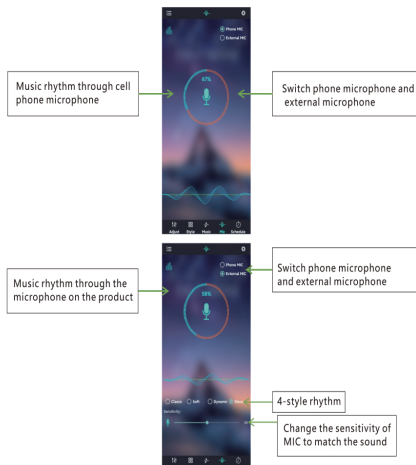 Phone MIC
External MIC
67%
Music rhythm through cell
phone microphone
Switch phone microphone and
external microphone
Adjust Style Music Mic Schedule
Phone MIC
External MIC
Switch phone microphone
and external microphone
Music rhythm through the
microphone on the product
Classic Soft Dynamic
4-style rhythm
Sensitivity
Change the sensitivity of
MIC to match the sound